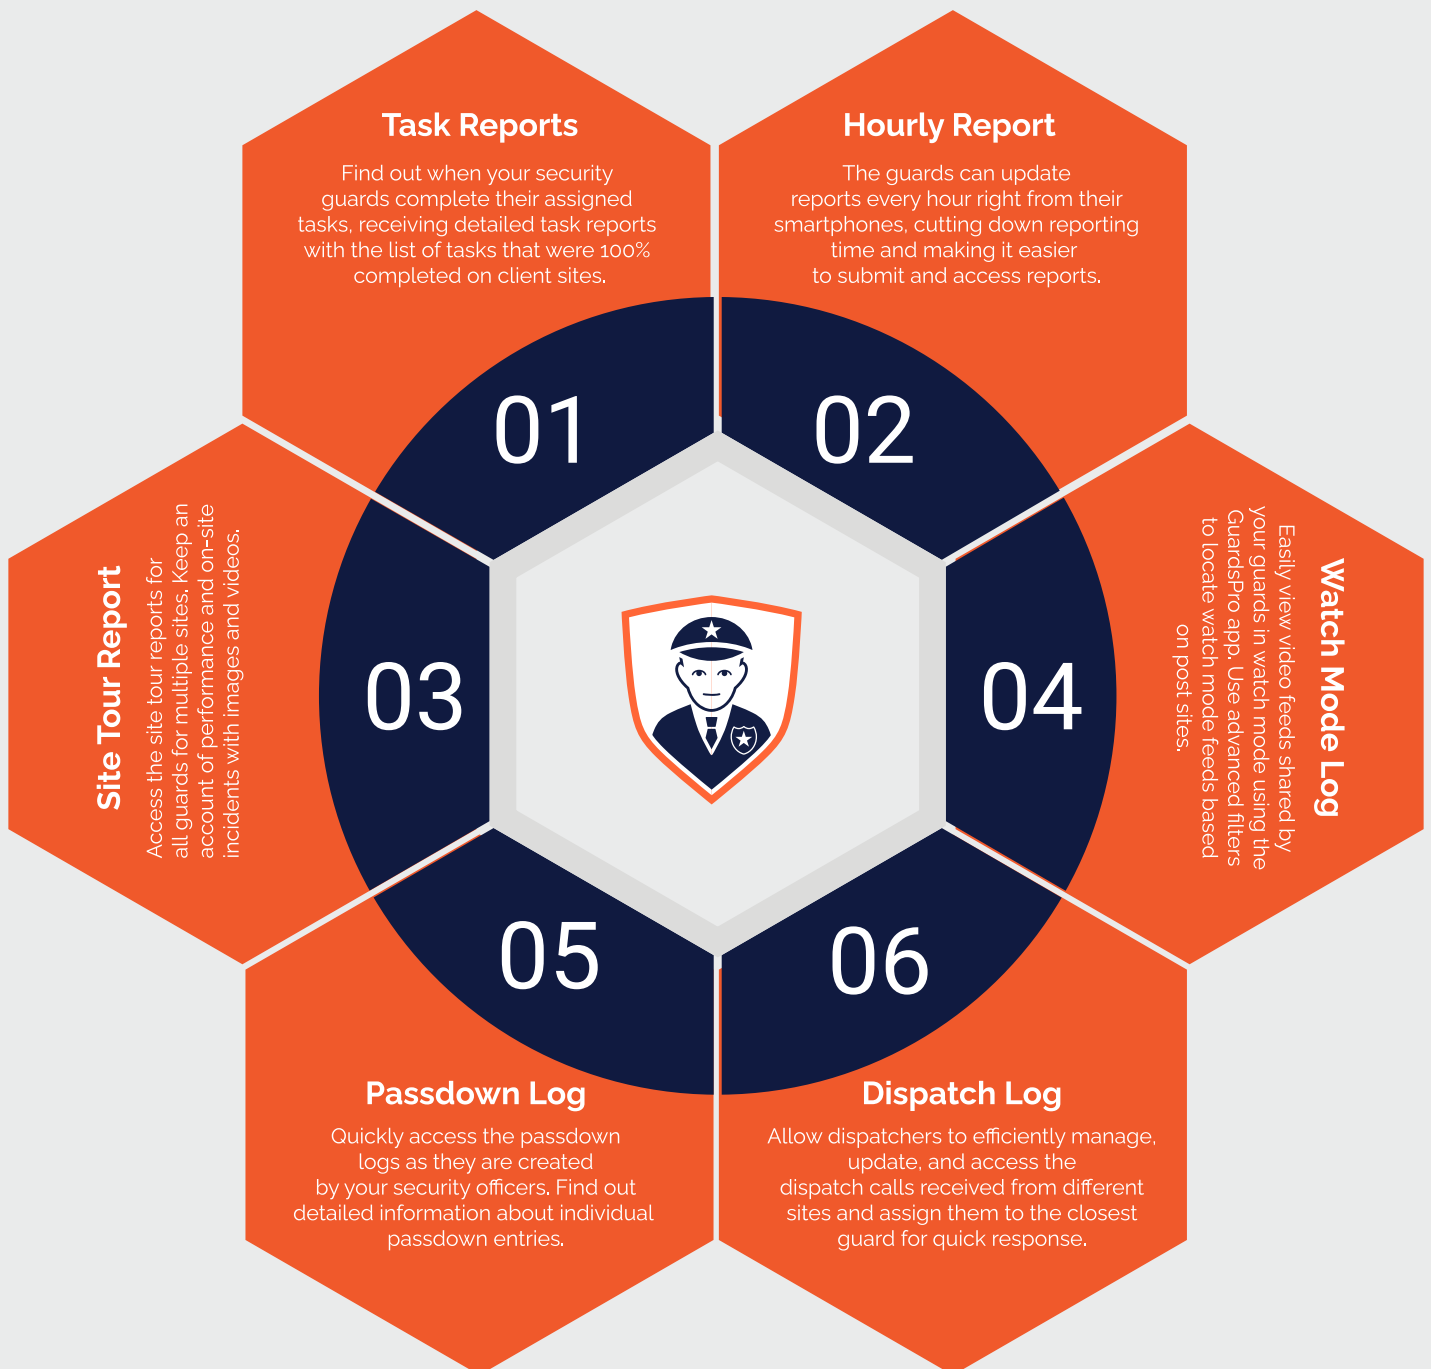 Task Reports
Find out when your security
guards complete their assigned
tasks, receiving detailed task reports
with the list of tasks that were 100%
completed on client sites.
01
Hourly Report
The guards can update
reports every hour right from their
smartphones, cutting down reporting
time and making it easier
to submit and access reports.
02
Site Tour Report
Access the site tour reports for
all guards for multiple sites. Keep an
account of performance and on-site
incidents with images and videos.
03
Watch Mode Log
Easily view video feeds shared by
your guards in watch mode using the
GuardsPro app. Use advanced filters
to locate watch mode feeds based
on post sites.
04
05
Passdown Log
Quickly access the passdown
logs as they are created
by your security officers. Find out
detailed information about individual
passdown entries.
06
Dispatch Log
Allow dispatchers to efficiently manage,
update, and access the
dispatch calls received from different
sites and assign them to the closest
guard for quick response.